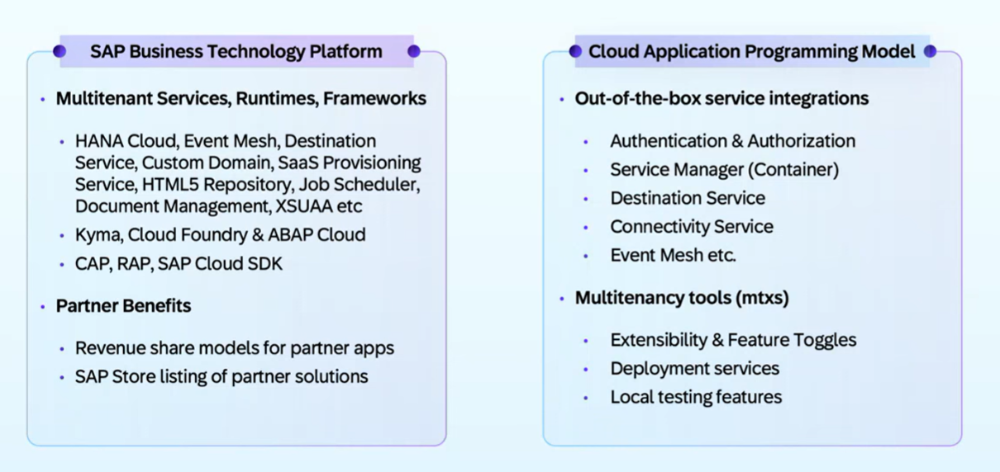 SAP Business Technology Platform
Multitenant Services, Runtimes, Frameworks
HANA Cloud, Event Mesh, Destination
Service, Custom Domain, SaaS Provisioning
Service, HTML5 Repository, Job Scheduler,
Document Management, XSUAA etc
Kyma, Cloud Foundry & ABAP Cloud
CAP, RAP, SAP Cloud SDK
Partner Benefits
Revenue share models for partner apps
SAP Store listing of partner solutions
Cloud Application Programming Model
Out-of-the-box service integrations
Authentication & Authorization
Service Manager (Container)
Destination Service
Connectivity Service
Event Mesh etc.
Multitenancy tools (mtxs)
Extensibility & Feature Toggles
Deployment services
Local testing features